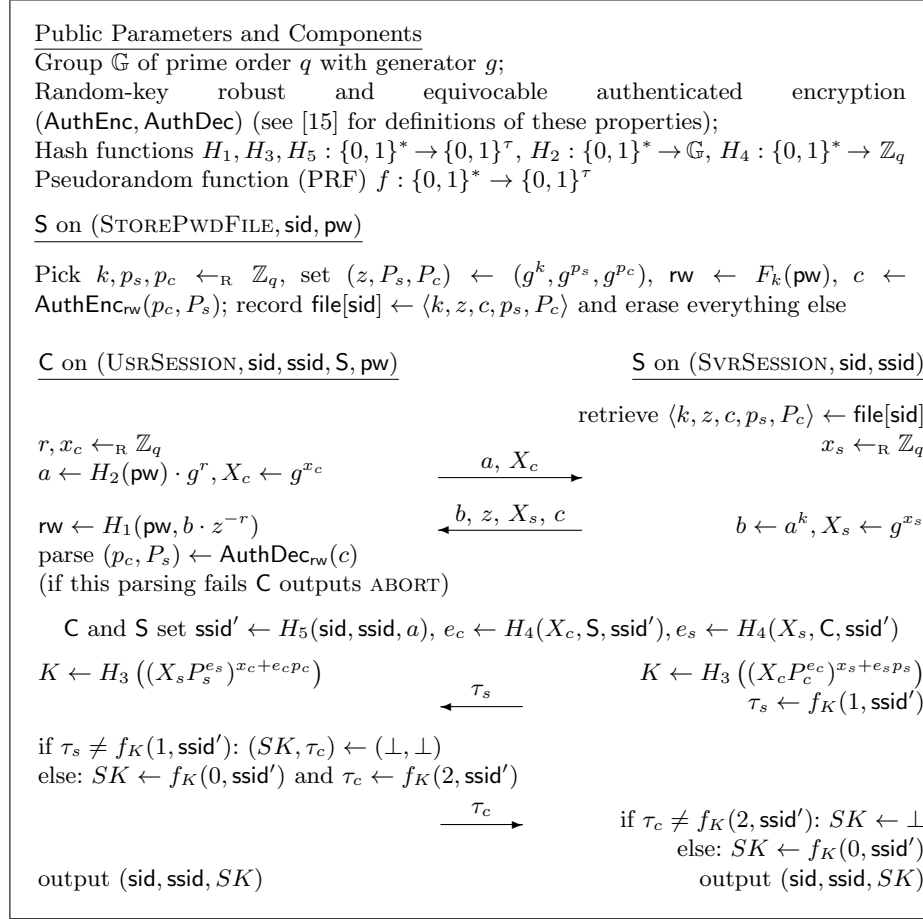 Public Parameters and Components
Group 𝔾 of prime order q with generator g;
Random-key robust and equivocable authenticated encryption
(AuthEnc, AuthDec) (see [15] for definitions of these properties);
Hash functions H₁, H₃, H₅ : {0, 1}* → {0, 1}^τ, H₂ : {0, 1}* → 𝔾, H₄ : {0, 1}* → ℤ_q
Pseudorandom function (PRF) f : {0, 1}* → {0, 1}^τ
S on (STOREPWDFILE, sid, pw)
Pick k, p_s, p_c ←_R ℤ_q, set (z, P_s, P_c) ← (g^k, g^{p_s}, g^{p_c}), rw ← F_k(pw), c ←
AuthEnc_rw(p_c, P_s); record file[sid] ← ⟨k, z, c, p_s, P_c⟩ and erase everything else
C on (USRSESSION, sid, ssid, S, pw) S on (SVRSESSION, sid, ssid)
retrieve ⟨k, z, c, p_s, P_c⟩ ← file[sid]
r, x_c ←_R ℤ_q x_s ←_R ℤ_q
a ← H₂(pw) · g^r, X_c ← g^{x_c} a, X_c
rw ← H₁(pw, b · z^{−r}) b, z, X_s, c b ← a^k, X_s ← g^{x_s}
parse (p_c, P_s) ← AuthDec_rw(c)
(if this parsing fails C outputs ABORT)
C and S set ssid′ ← H₅(sid, ssid, a), e_c ← H₄(X_c, S, ssid′), e_s ← H₄(X_s, C, ssid′)
K ← H₃ ((X_s P_s^{e_s})^{x_c+e_c p_c}) K ← H₃ ((X_c P_c^{e_c})^{x_s+e_s p_s})
τ_s τ_s ← f_K(1, ssid′)
if τ_s ≠ f_K(1, ssid′): (SK, τ_c) ← (⊥, ⊥)
else: SK ← f_K(0, ssid′) and τ_c ← f_K(2, ssid′)
τ_c if τ_c ≠ f_K(2, ssid′): SK ← ⊥
else: SK ← f_K(0, ssid′)
output (sid, ssid, SK) output (sid, ssid, SK)